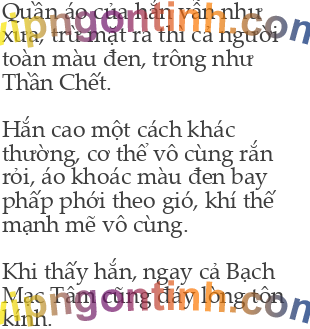 Quần áo của hắn vẫn như
xưa, trừ mặt ra thì cả người
toàn màu đen, trông như
Thần Chết.
Hắn cao một cách khác
thường, cơ thể vô cùng rắn
rỏi, áo khoác màu đen bay
phấp phới theo gió, khí thế
mạnh mẽ vô cùng.
Khi thấy hắn, ngay cả Bạch
Mạc Tâm cũng đáy lòng tôn
kính.
mpngontinh.com
mpngontinh.com